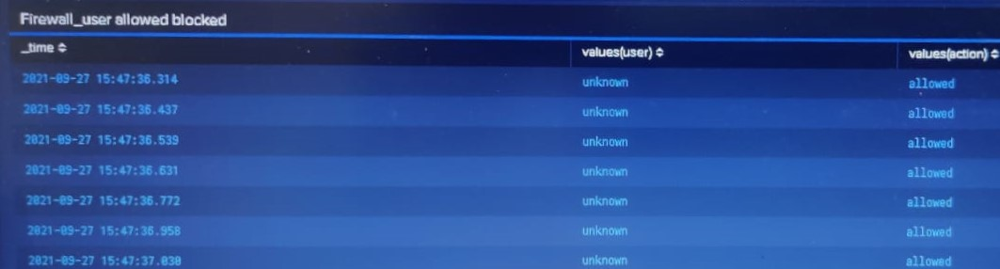 Firewall_user allowed blocked
_time values(user) values(action)
2021-09-27 15:47:36.314 unknown allowed
2021-09-27 15:47:36.437 unknown allowed
2021-09-27 15:47:36.539 unknown allowed
2021-09-27 15:47:36.631 unknown allowed
2021-09-27 15:47:36.772 unknown allowed
2021-09-27 15:47:36.958 unknown allowed
2021-09-27 15:47:37.030 unknown allowed